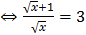 ⇔ (√x+1)/√x = 3